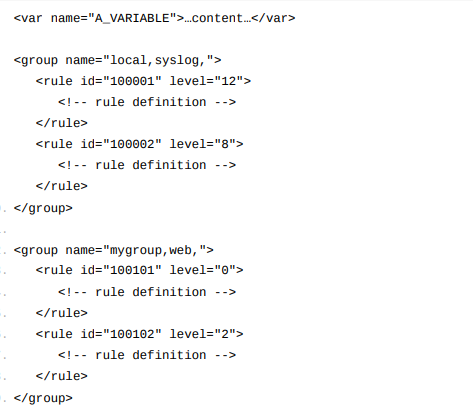 <var name="A_VARIABLE">…content…</var>
<group name="local,syslog,">
<rule id="100001" level="12">
<!-- rule definition -->
</rule>
<rule id="100002" level="8">
<!-- rule definition -->
</rule>
</group>
<group name="mygroup,web,">
<rule id="100101" level="0">
<!-- rule definition -->
</rule>
<rule id="100102" level="2">
<!-- rule definition -->
</rule>
</group>